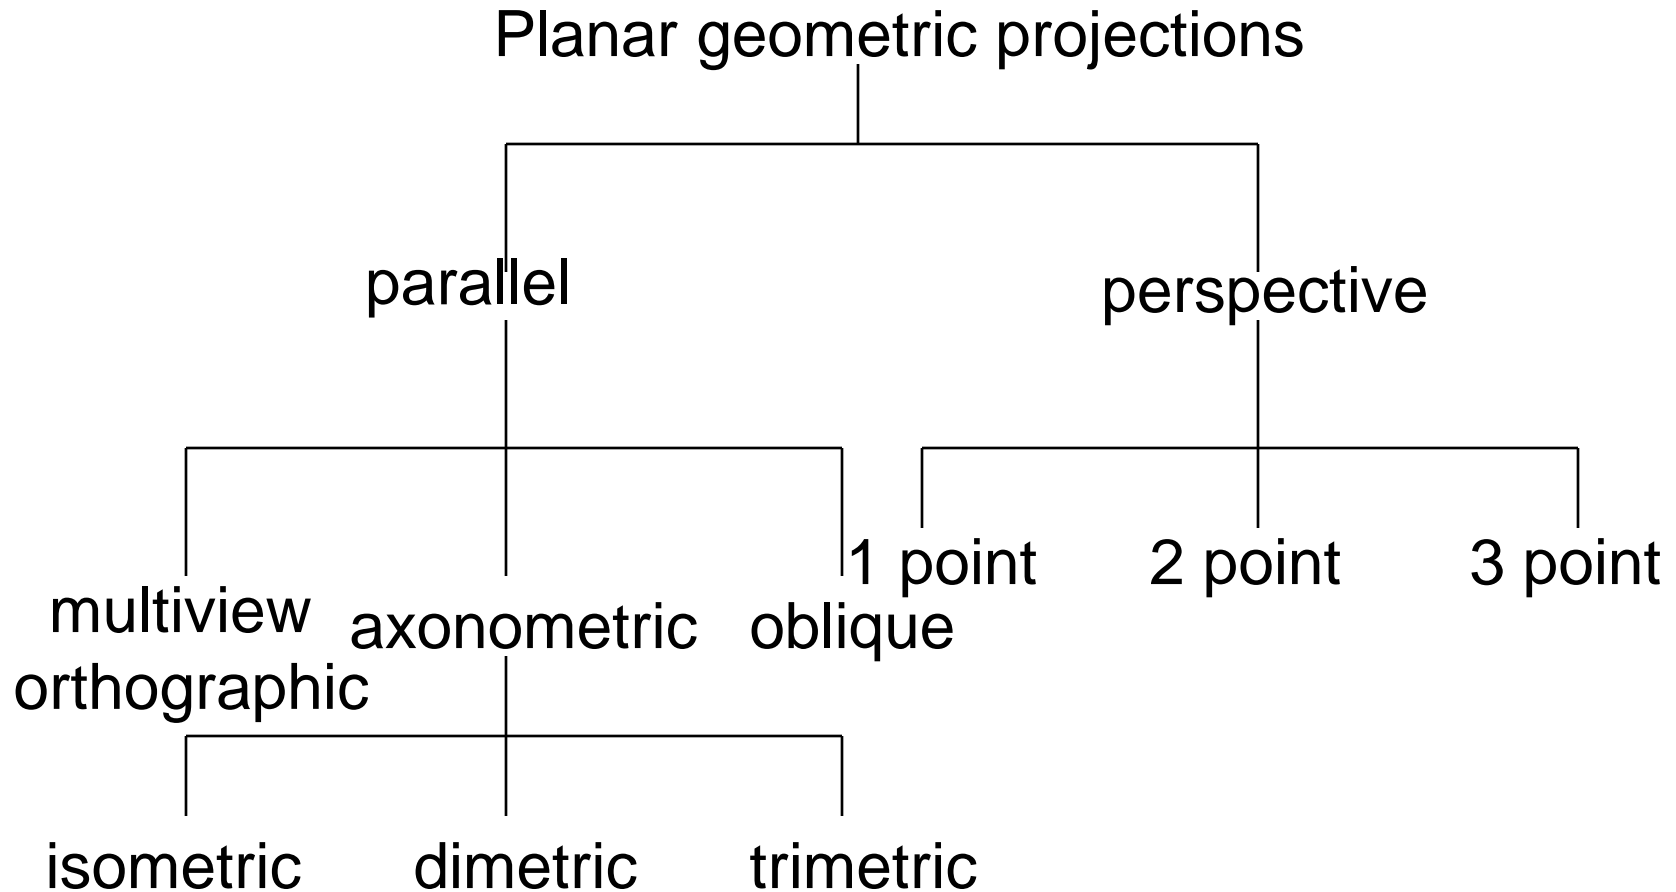 Planar geometric projections
parallel
perspective
1 point
2 point
3 point
multiview
orthographic
axonometric
oblique
isometric
dimetric
trimetric